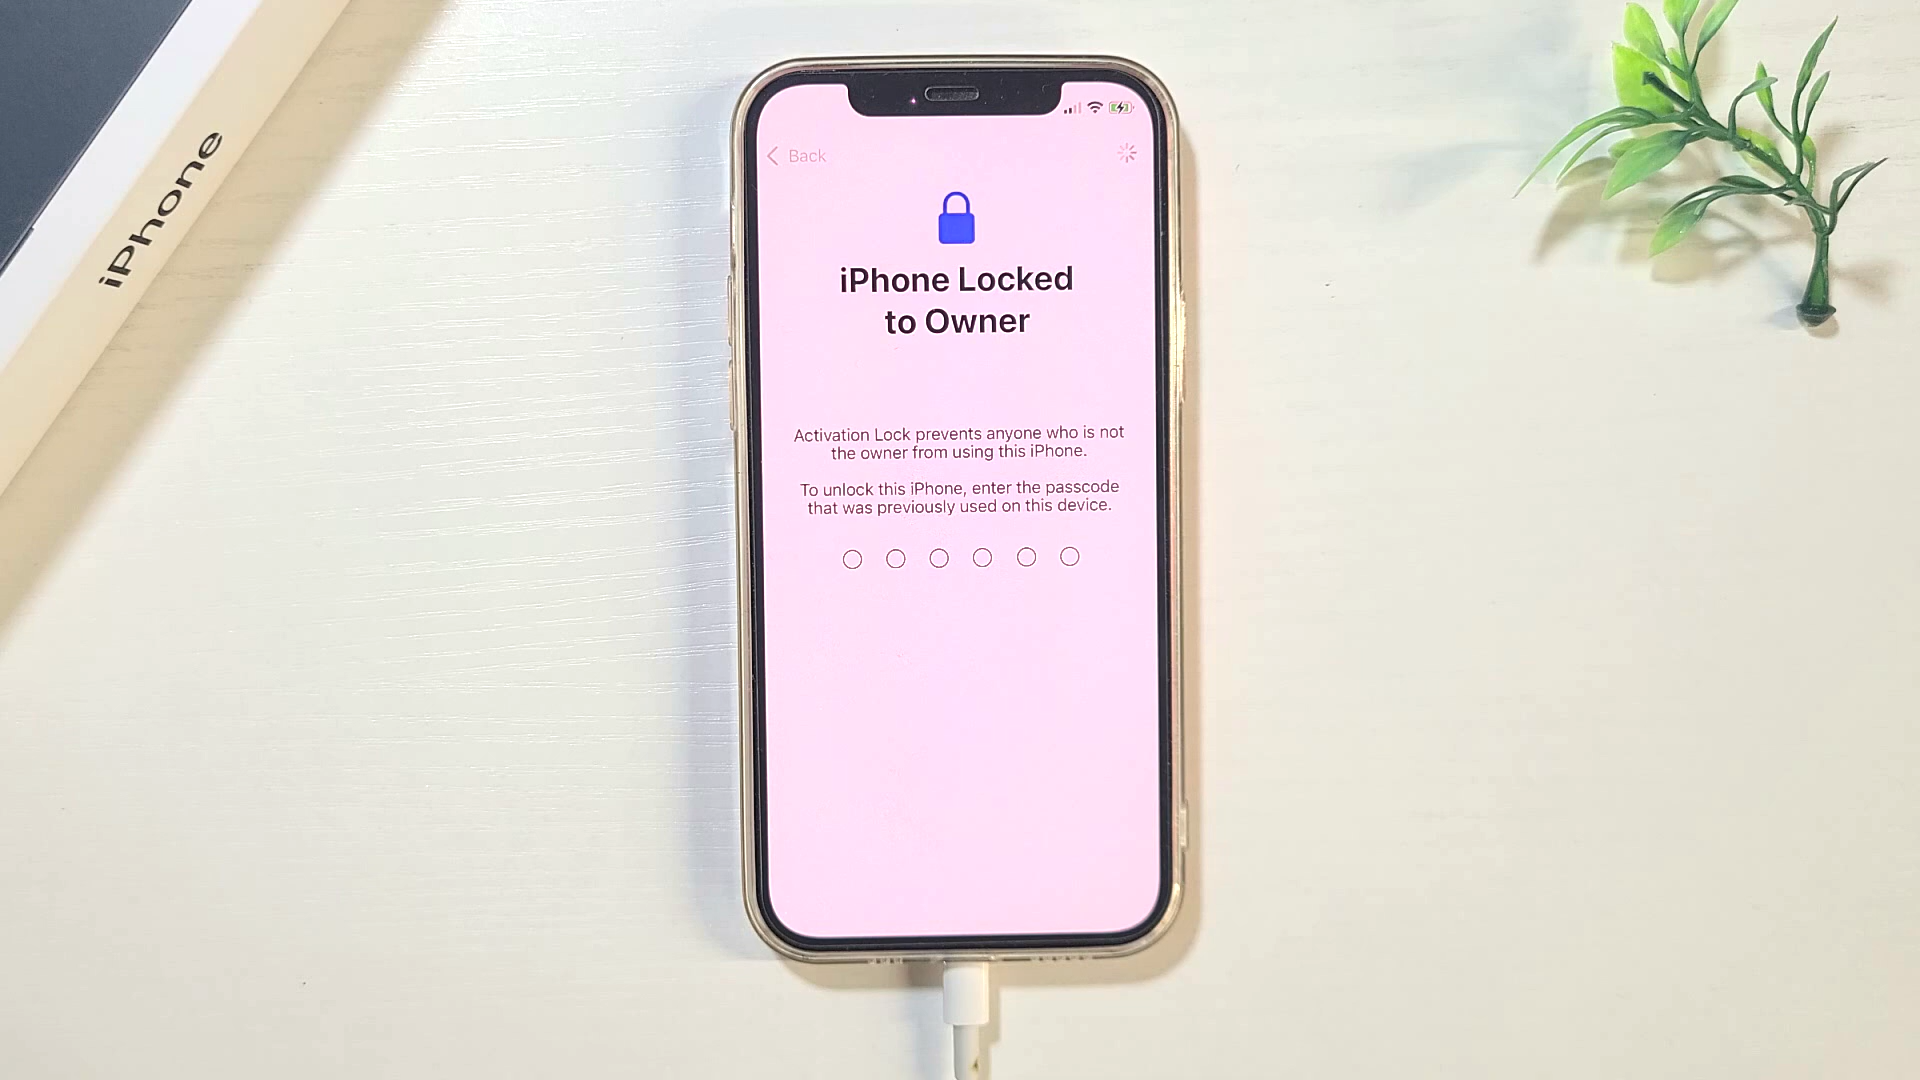 iPhone
Back
iPhone Locked
to Owner
Activation Lock prevents anyone who is not
the owner from using this iPhone.
To unlock this iPhone, enter the passcode
that was previously used on this device.